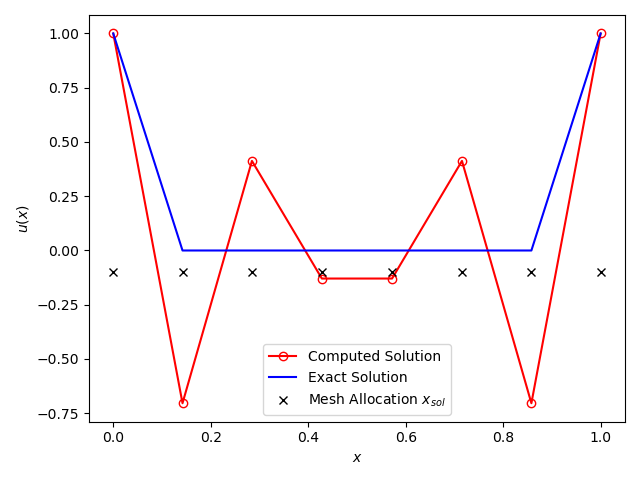 1.00
0.75
0.50
0.25
0.00
−0.25
−0.50
−0.75
u(x)
Computed Solution
Exact Solution
Mesh Allocation x_sol
0.0 0.2 0.4 0.6 0.8 1.0
x